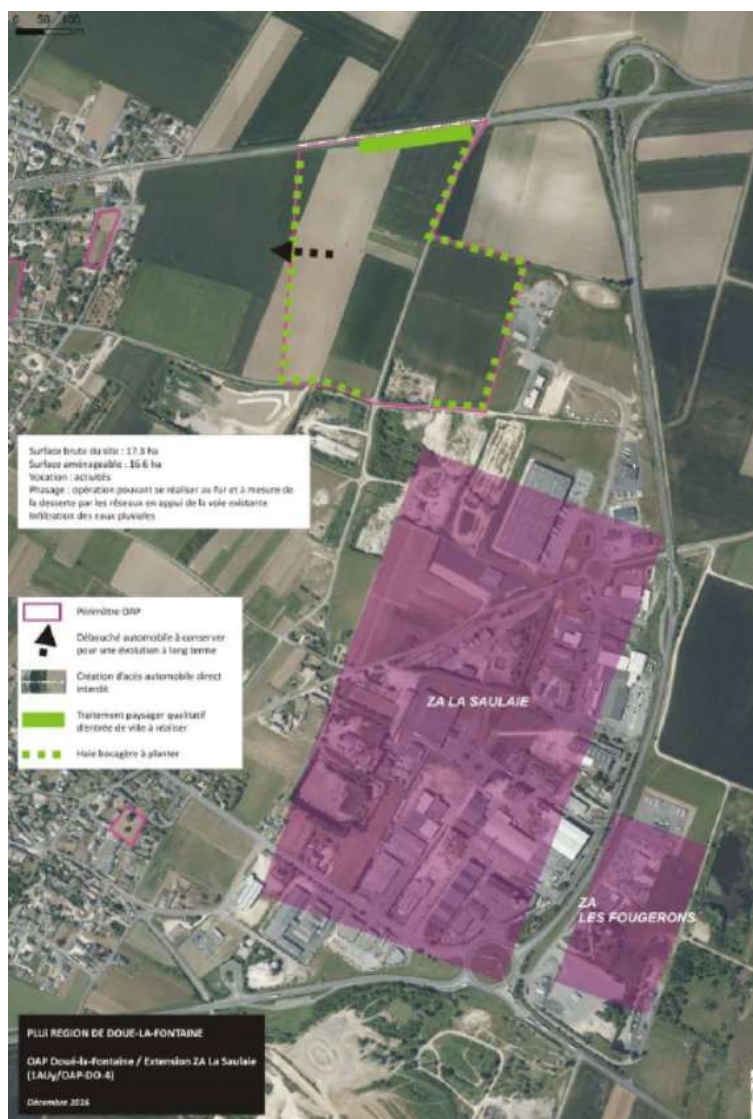 0 50 100
Surface brute du site : 17.3 ha
Surface aménageable : 16.6 ha
Vocation : activités
Phasage : opération pouvant se réaliser au fur et à mesure de
la desserte par les réseaux en appui de la voie existante
Infiltration des eaux pluviales
Périmètre OAP
Débouché automobile à conserver
pour une évolution à long terme
Création d'accès automobile direct
interdit
Traitement paysager qualitatif
d'entrée de ville à réaliser
Haie bocagère à planter
ZA LA SAULAIE
ZA
LES FOUGERONS
PLUi REGION DE DOUE-LA-FONTAINE
OAP Doué-la-Fontaine / Extension ZA La Saulaie
(1AUy/OAP-DO-4)
Décembre 2016